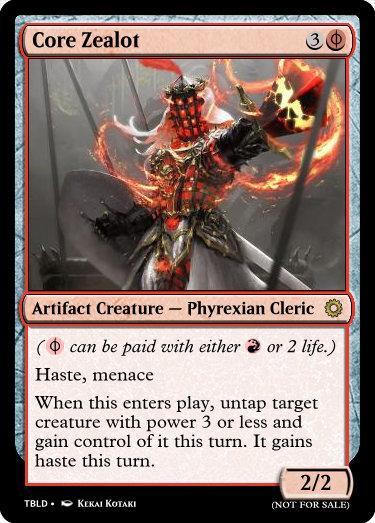 Core Zealot 3
Artifact Creature — Phyrexian Cleric
( can be paid with either or 2 life.)
Haste, menace
When this enters play, untap target
creature with power 3 or less and
gain control of it this turn. It gains
haste this turn.
2/2
TBLD • Kekai Kotaki
(NOT FOR SALE)